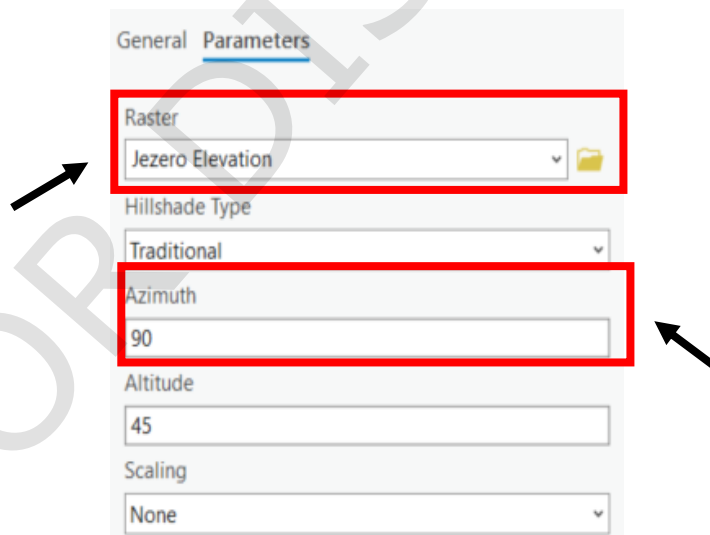 General Parameters
Raster
Jezero Elevation
Hillshade Type
Traditional
Azimuth
90
Altitude
45
Scaling
None